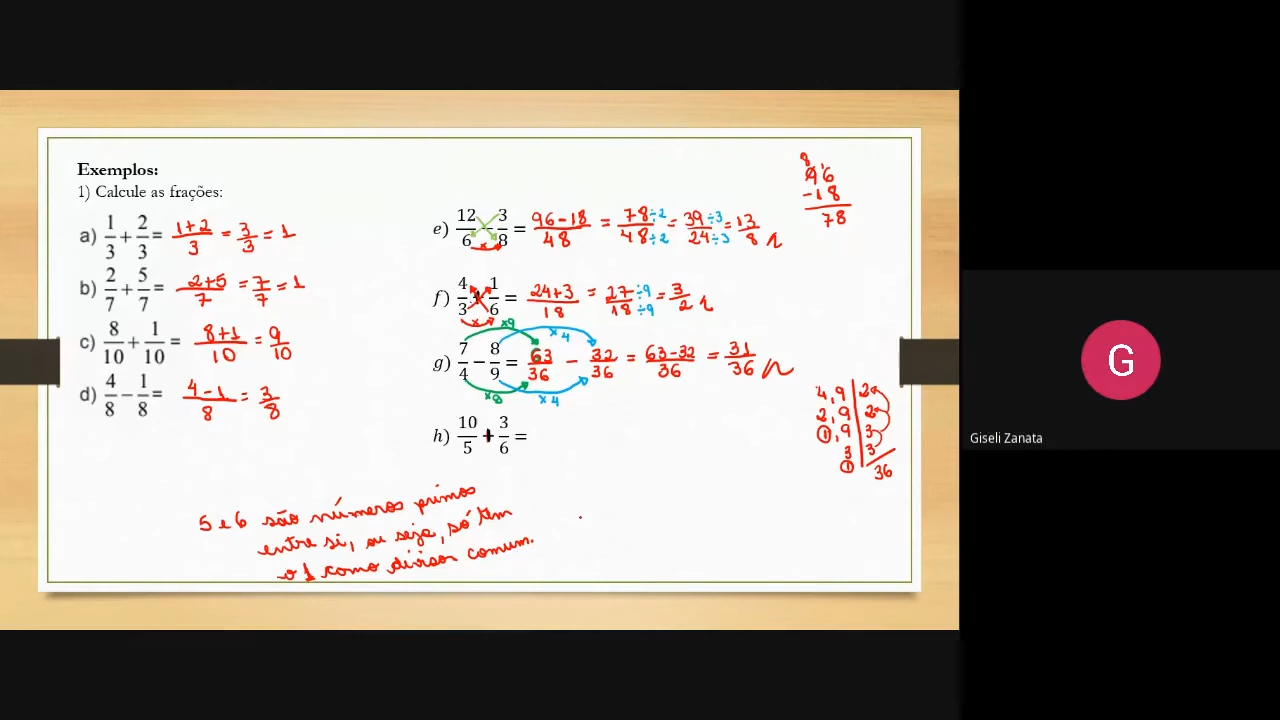 Exemplos:
1) Calcule as frações:
a) 1/3 + 2/3 = (1+2)/3 = 3/3 = 1
b) 2/7 + 5/7 = (2+5)/7 = 7/7 = 1
c) 8/10 + 1/10 = (8+1)/10 = 9/10
d) 4/8 − 1/8 = (4−1)/8 = 3/8
e) 12/6 − 3/8 = (96−18)/48 = 78/48 ÷2/÷2 = 39/24 ÷3/÷3 = 13/8
x
f) 4/3 + 1/6 = (24+3)/18 = 27/18 ÷9/÷9 = 3/2
x
x9 x4
g) 7/4 − 8/9 = 63/36 − 32/36 = (63−32)/36 = 31/36
x8 x4
h) 10/5 + 3/6 =
5 e 6 são números primos
entre si, ou seja, só tem
o 1 como divisor comum.
8 1
96
−18
78
4, 9 | 2
2, 9 | 2
1, 9 | 3
3 | 3
1 | 36
G
Giseli Zanata